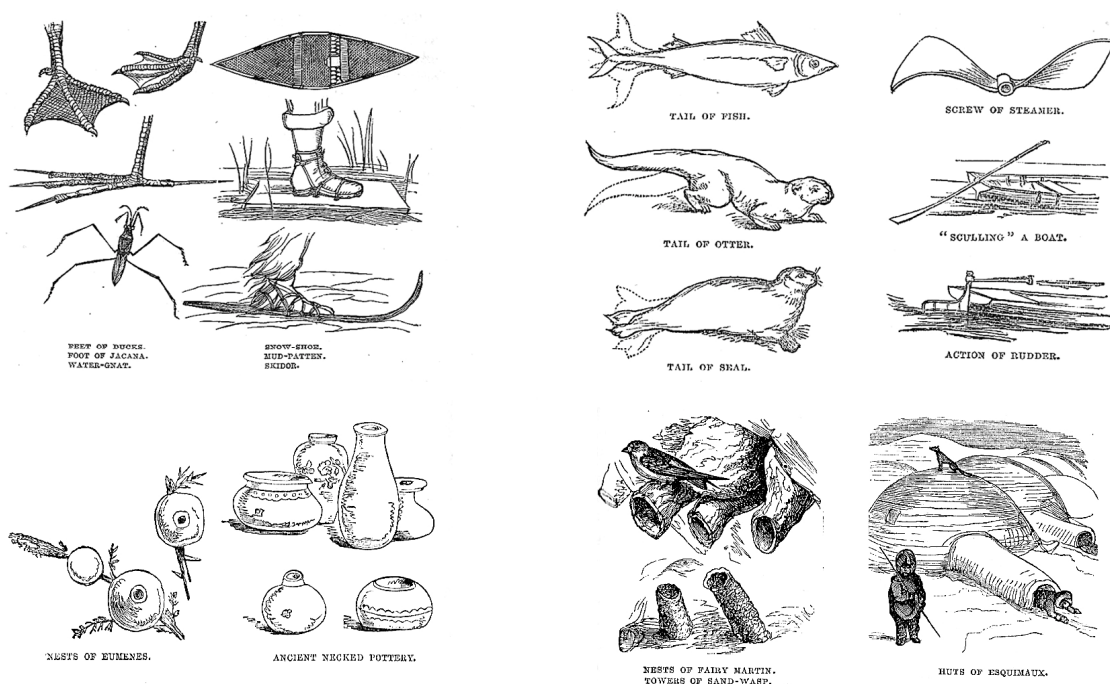 FEET OF DUCKS.
FOOT OF JACANA.
WATER-GNAT.
SNOW-SHOE.
MUD-PATTEN.
SKIDOR.
TAIL OF FISH.
SCREW OF STEAMER.
TAIL OF OTTER.
“SCULLING” A BOAT.
TAIL OF SEAL.
ACTION OF RUDDER.
NESTS OF EUMENES.
ANCIENT NECKED POTTERY.
NESTS OF FAIRY MARTIN.
TOWERS OF SAND-WASP.
HUTS OF ESQUIMAUX.